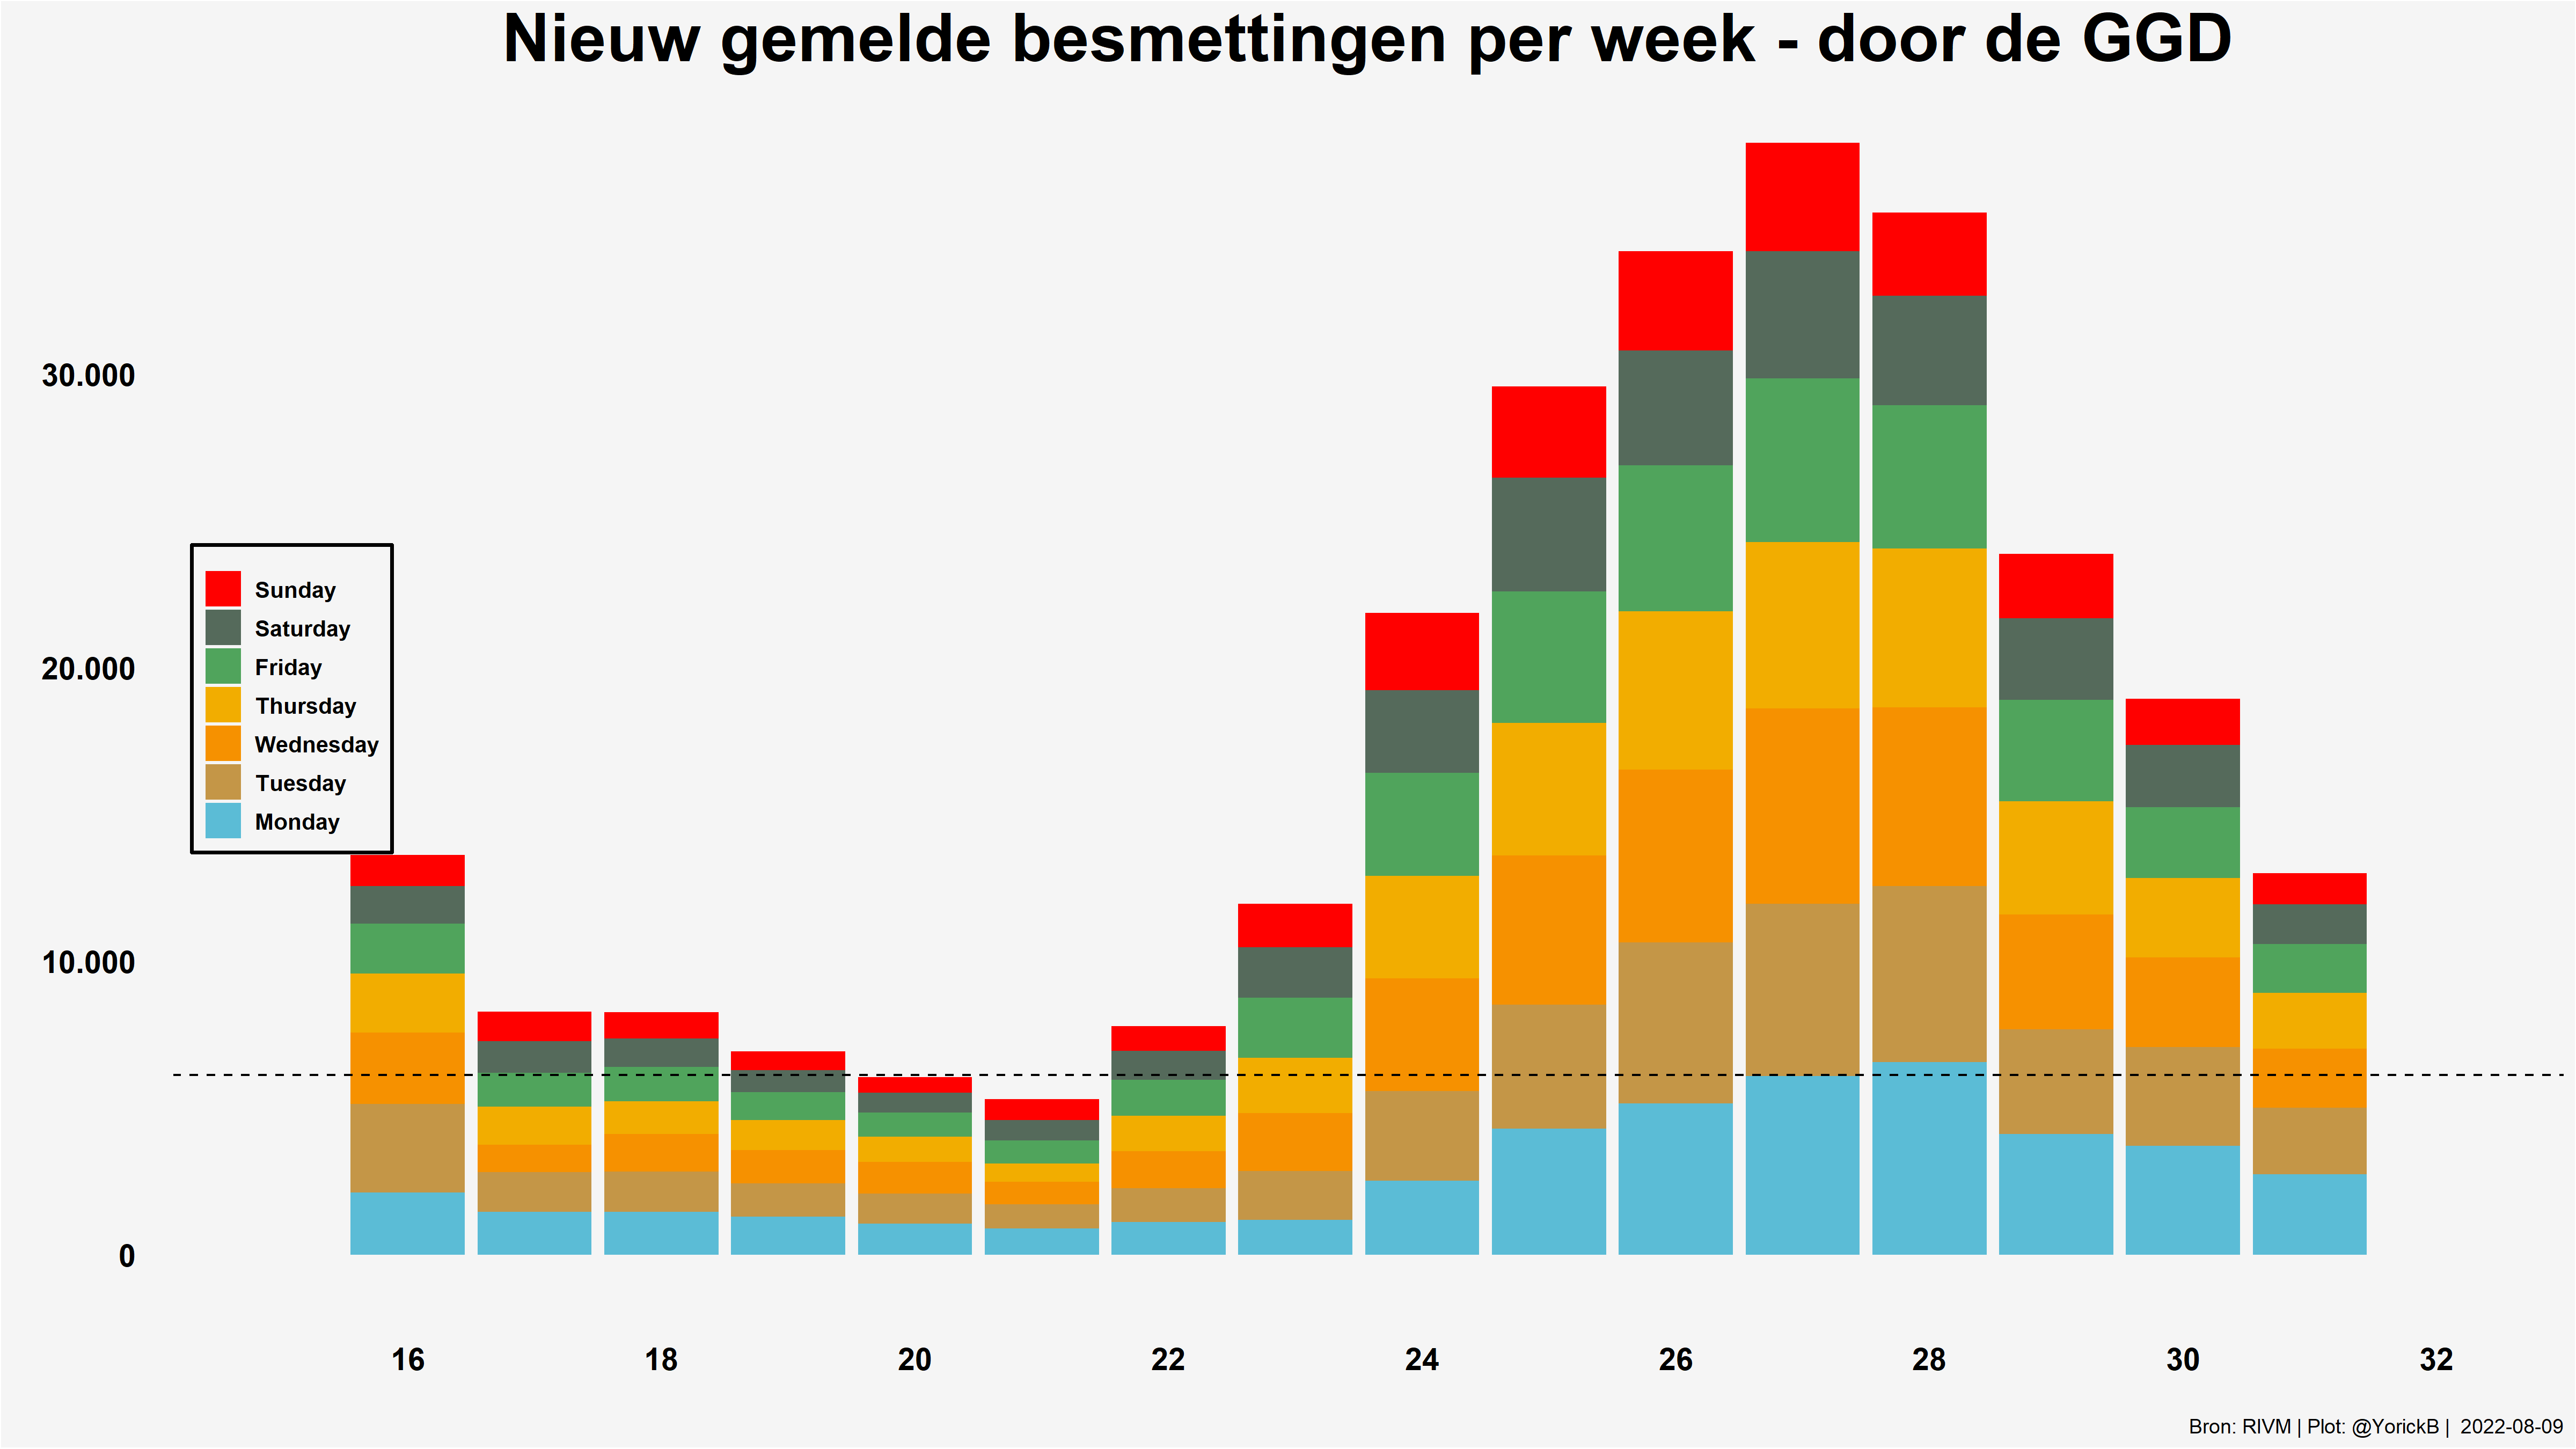 Nieuw gemelde besmettingen per week - door de GGD
30.000
20.000
10.000
0
Sunday
Saturday
Friday
Thursday
Wednesday
Tuesday
Monday
16 18 20 22 24 26 28 30 32
Bron: RIVM | Plot: @YorickB | 2022-08-09